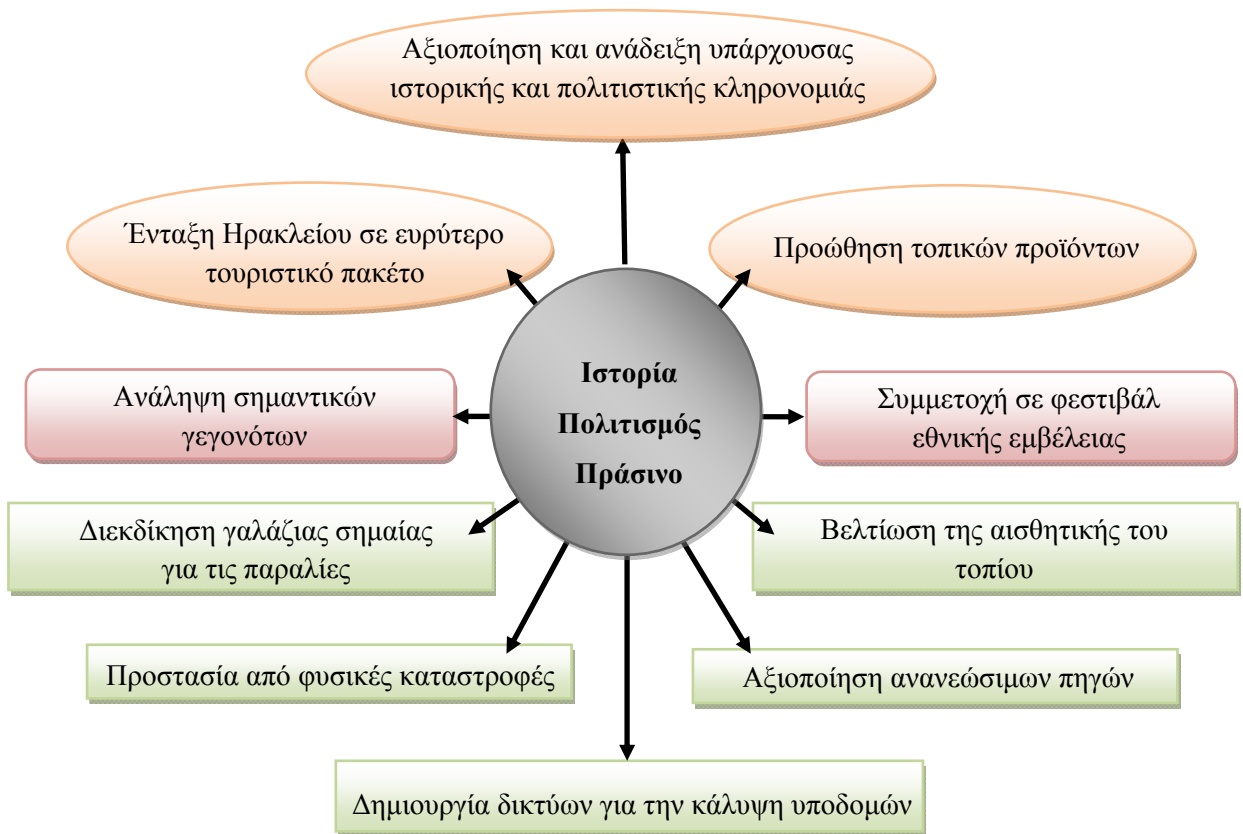 Αξιοποίηση και ανάδειξη υπάρχουσας
ιστορικής και πολιτιστικής κληρονομιάς
Ένταξη Ηρακλείου σε ευρύτερο
τουριστικό πακέτο
Προώθηση τοπικών προϊόντων
Ιστορία
Πολιτισμός
Πράσινο
Ανάληψη σημαντικών
γεγονότων
Συμμετοχή σε φεστιβάλ
εθνικής εμβέλειας
Διεκδίκηση γαλάζιας σημαίας
για τις παραλίες
Βελτίωση της αισθητικής του
τοπίου
Προστασία από φυσικές καταστροφές
Αξιοποίηση ανανεώσιμων πηγών
Δημιουργία δικτύων για την κάλυψη υποδομών